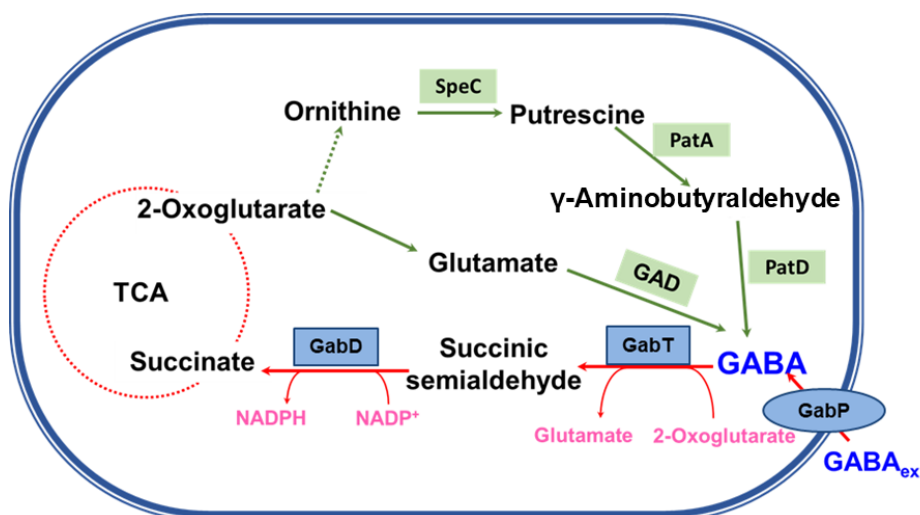 SpeC
Ornithine
Putrescine
PatA
2-Oxoglutarate
γ-Aminobutyraldehyde
Glutamate
GAD
PatD
TCA
GabD
Succinic
semialdehyde
GabT
GABA
Succinate
NADPH
NADP⁺
Glutamate
2-Oxoglutarate
GabP
GABAₑₓ